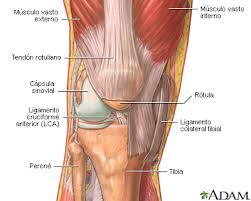 Músculo vasto
externo
Músculo vasto
interno
Tendón rotuliano
Cápsula
sinovial
Rótula
Ligamento
cruciforme
anterior (LCA)
Ligamento
colateral tibial
Peroné
Tibia
ADAM.